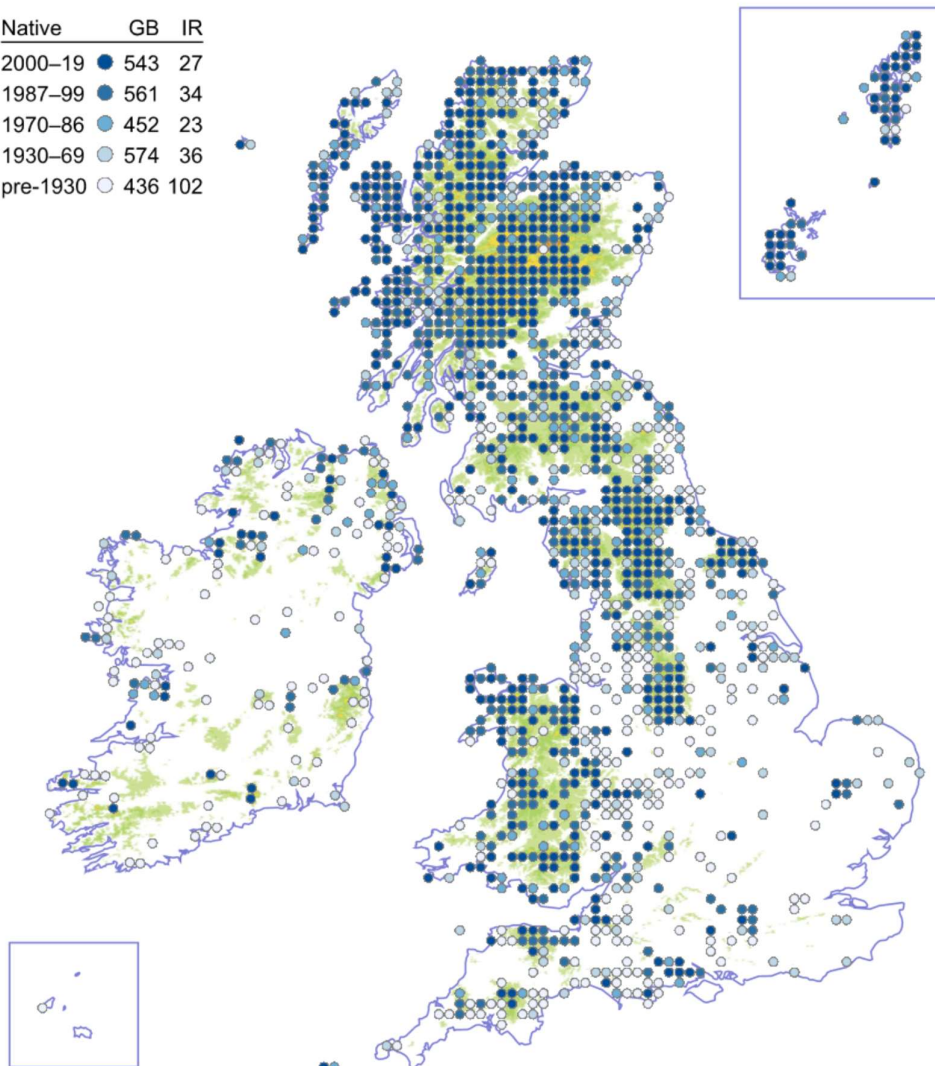 Native GB IR
2000–19 543 27
1987–99 561 34
1970–86 452 23
1930–69 574 36
pre-1930 436 102